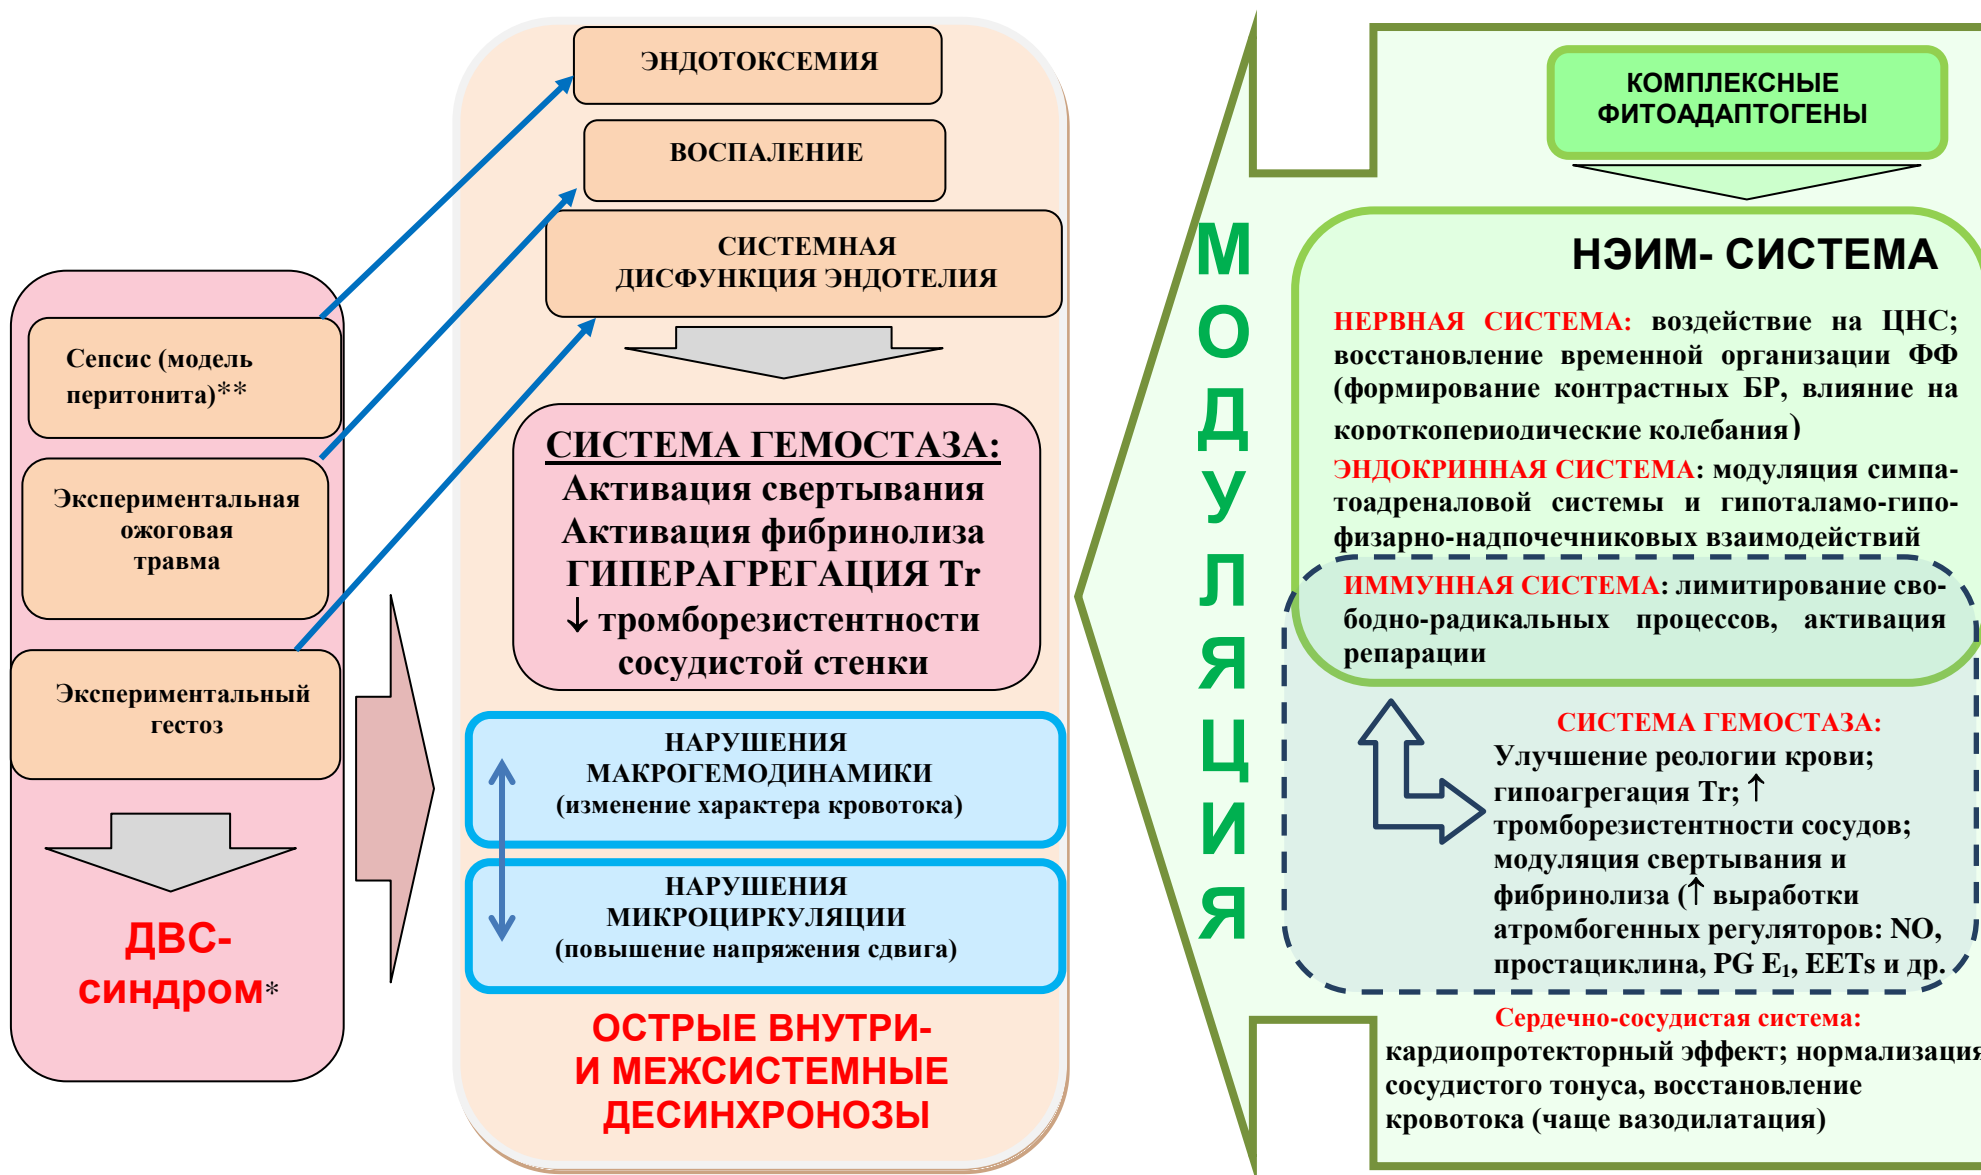 Сепсис (модель
перитонита)**
Экспериментальная
ожоговая
травма
Экспериментальный
гестоз
ДВС-
синдром*
ЭНДОТОКСЕМИЯ
ВОСПАЛЕНИЕ
СИСТЕМНАЯ
ДИСФУНКЦИЯ ЭНДОТЕЛИЯ
СИСТЕМА ГЕМОСТАЗА:
Активация свертывания
Активация фибринолиза
ГИПЕРАГРЕГАЦИЯ Tr
↓ тромборезистентности
сосудистой стенки
НАРУШЕНИЯ
МАКРОГЕМОДИНАМИКИ
(изменение характера кровотока)
НАРУШЕНИЯ
МИКРОЦИРКУЛЯЦИИ
(повышение напряжения сдвига)
ОСТРЫЕ ВНУТРИ-
И МЕЖСИСТЕМНЫЕ
ДЕСИНХРОНОЗЫ
М
О
Д
У
Л
Я
Ц
И
Я
КОМПЛЕКСНЫЕ
ФИТОАДАПТОГЕНЫ
НЭИМ- СИСТЕМА
НЕРВНАЯ СИСТЕМА: воздействие на ЦНС;
восстановление временной организации ФФ
(формирование контрастных БР, влияние на
короткопериодические колебания)
ЭНДОКРИННАЯ СИСТЕМА: модуляция симпа-
тоадреналовой системы и гипоталамо-гипо-
физарно-надпочечниковых взаимодействий
ИММУННАЯ СИСТЕМА: лимитирование сво-
бодно-радикальных процессов, активация
репарации
СИСТЕМА ГЕМОСТАЗА:
Улучшение реологии крови;
гипоагрегация Tr; ↑
тромборезистентности сосудов;
модуляция свертывания и
фибринолиза (↑ выработки
атромбогенных регуляторов: NO,
простациклина, PG E₁, EETs и др.
Сердечно-сосудистая система:
кардиопротекторный эффект; нормализация
сосудистого тонуса, восстановление
кровотока (чаще вазодилатация)